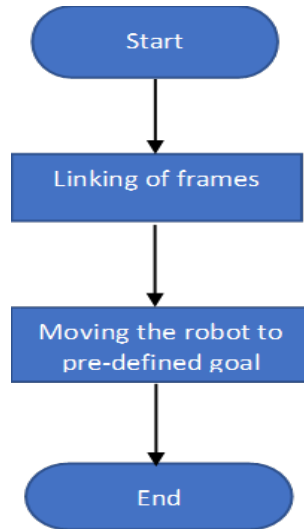 Start
Linking of frames
Moving the robot to
pre-defined goal
End